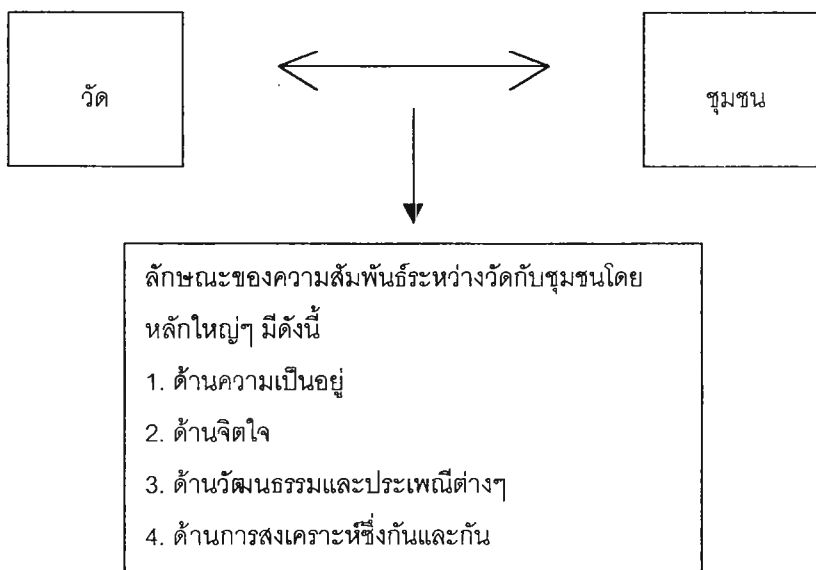 วัด
ชุมชน
ลักษณะของความสัมพันธ์ระหว่างวัดกับชุมชนโดย
หลักใหญ่ๆ มีดังนี้
1. ด้านความเป็นอยู่
2. ด้านจิตใจ
3. ด้านวัฒนธรรมและประเพณีต่างๆ
4. ด้านการสงเคราะห์ซึ่งกันและกัน